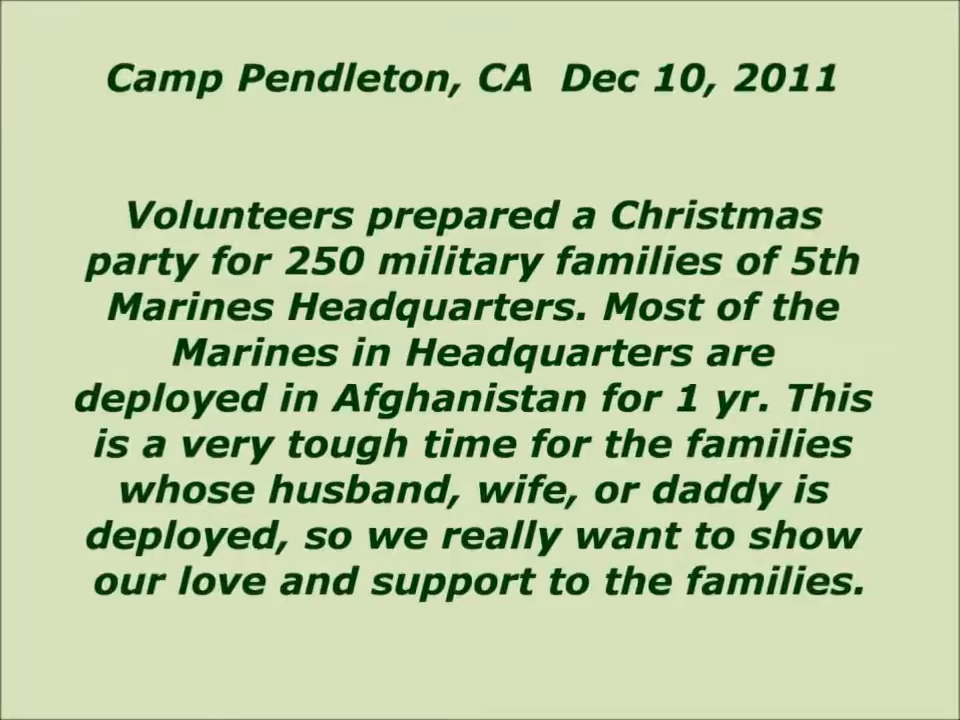 Camp Pendleton, CA  Dec 10, 2011
Volunteers prepared a Christmas
party for 250 military families of 5th
Marines Headquarters. Most of the
Marines in Headquarters are
deployed in Afghanistan for 1 yr. This
is a very tough time for the families
whose husband, wife, or daddy is
deployed, so we really want to show
our love and support to the families.